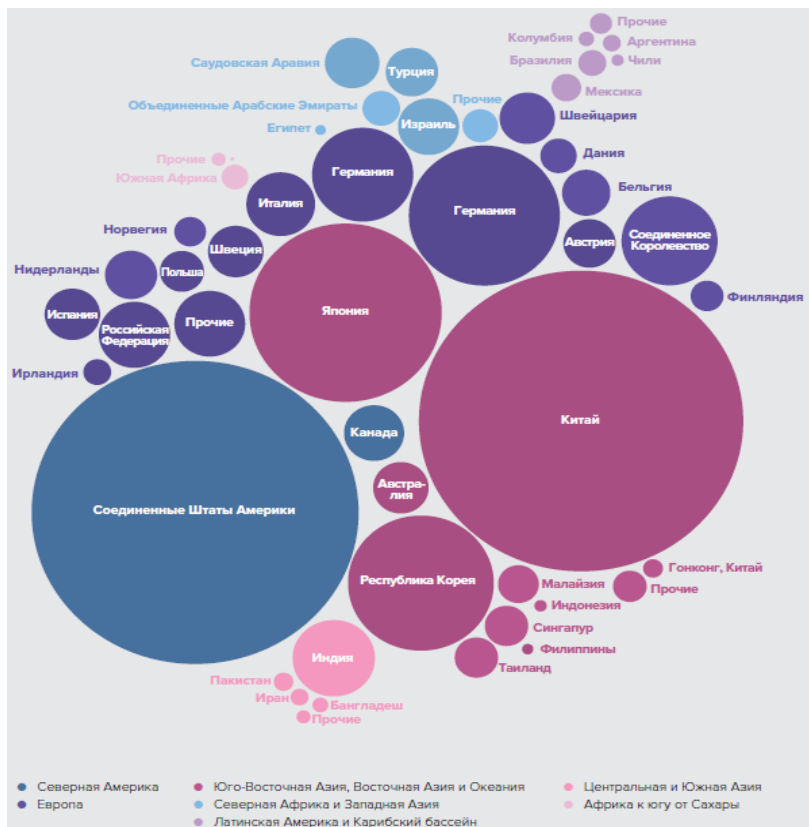 Прочие
Колумбия
Аргентина
Саудовская Аравия
Бразилия
Чили
Турция
Мексика
Объединенные Арабские Эмираты
Прочие
Швейцария
Египет
Израиль
Прочие
Дания
Южная Африка
Германия
Бельгия
Италия
Германия
Норвегия
Соединенное
Королевство
Швеция
Австрия
Нидерланды
Польша
Финляндия
Испания
Прочие
Япония
Российская
Федерация
Ирландия
Канада
Китай
Австра-
лия
Соединенные Штаты Америки
Гонконг, Китай
Республика Корея
Малайзия
Прочие
Индонезия
Сингапур
Филиппины
Индия
Таиланд
Пакистан
Иран
Бангладеш
Прочие
Северная Америка
Европа
Юго-Восточная Азия, Восточная Азия и Океания
Северная Африка и Западная Азия
Латинская Америка и Карибский бассейн
Центральная и Южная Азия
Африка к югу от Сахары